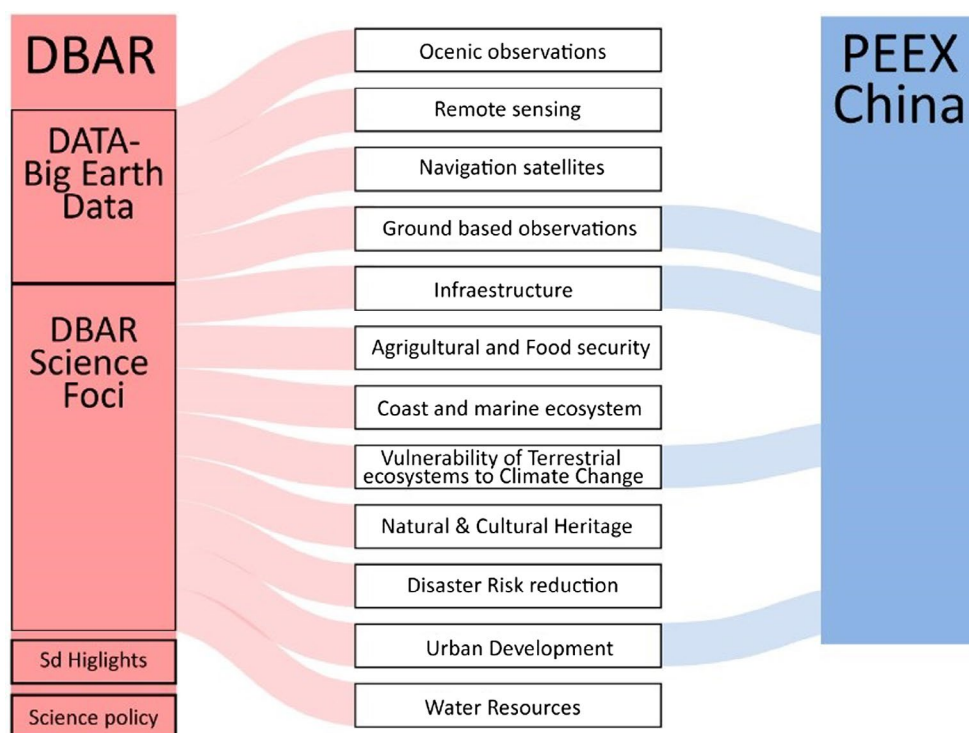 DBAR
DATA-
Big Earth
Data
DBAR
Science
Foci
Sd Higlights
Science policy
Ocenic observations
Remote sensing
Navigation satellites
Ground based observations
Infraestructure
Agrigultural and Food security
Coast and marine ecosystem
Vulnerability of Terrestrial
ecosystems to Climate Change
Natural & Cultural Heritage
Disaster Risk reduction
Urban Development
Water Resources
PEEX
China